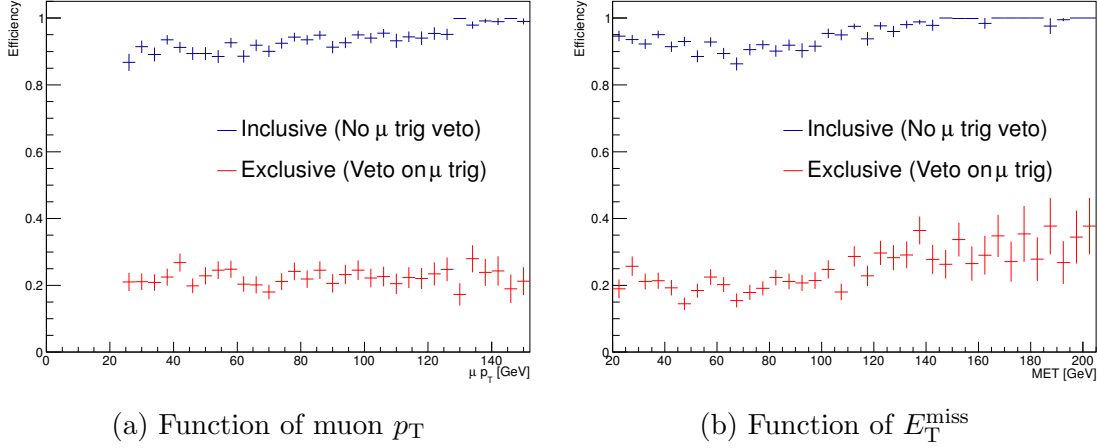 Efficiency
1
0.8
0.6
0.4
0.2
0
Inclusive (No μ trig veto)
Exclusive (Veto on μ trig)
0 20 40 60 80 100 120 140
μ p_T [GeV]
(a) Function of muon p_T
Efficiency
1
0.8
0.6
0.4
0.2
0
Inclusive (No μ trig veto)
Exclusive (Veto on μ trig)
20 40 60 80 100 120 140 160 180 200
MET [GeV]
(b) Function of E_T^miss